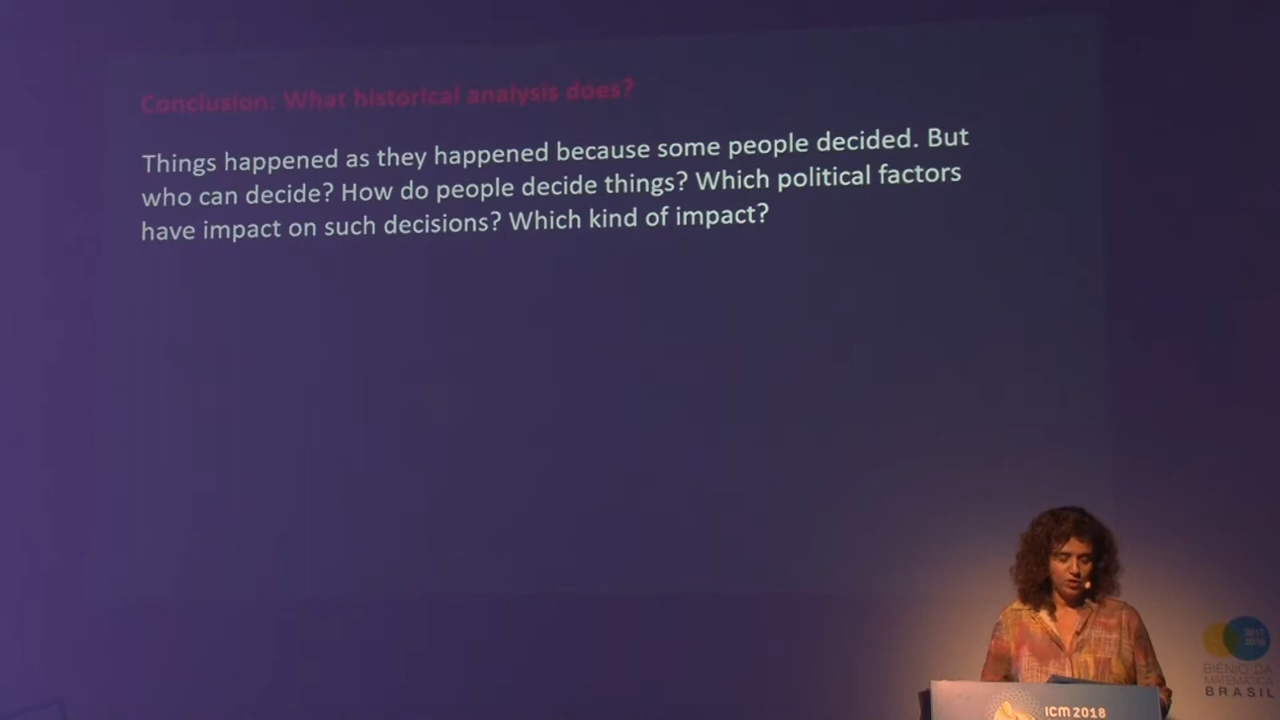 Conclusion: What historical analysis does?
Things happened as they happened because some people decided. But
who can decide? How do people decide things? Which political factors
have impact on such decisions? Which kind of impact?
2017
2018
BIÊNIO DA
MATEMÁTICA
BRASIL
ICM 2018